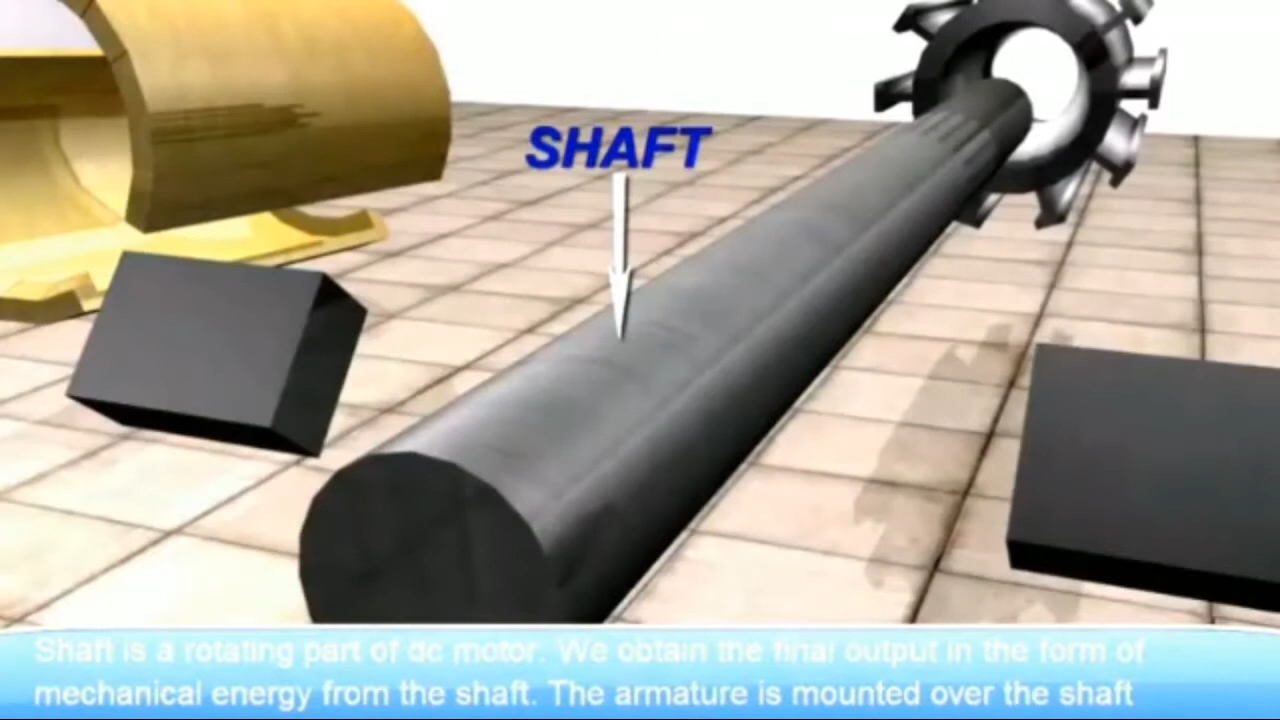 SHAFT
Shaft is a rotating part of dc motor. We obtain the final output in the form of
mechanical energy from the shaft. The armature is mounted over the shaft